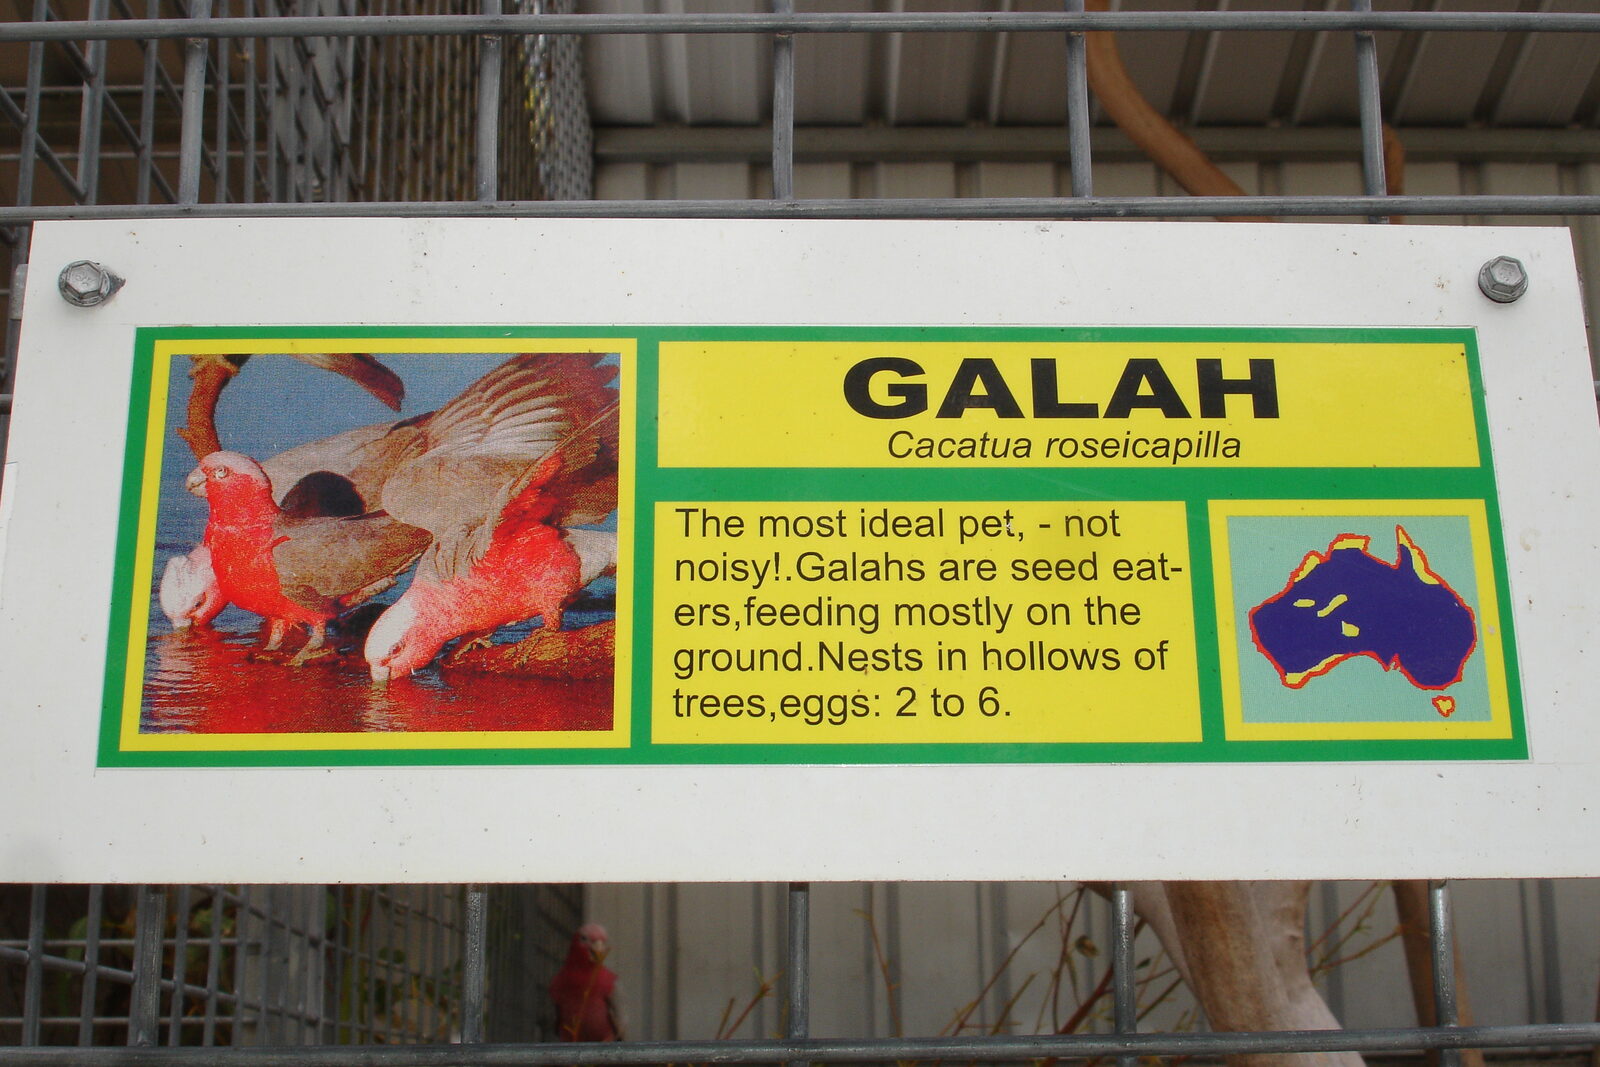 GALAH
Cacatua roseicapilla
The most ideal pet, - not
noisy!.Galahs are seed eat-
ers,feeding mostly on the
ground.Nests in hollows of
trees,eggs: 2 to 6.